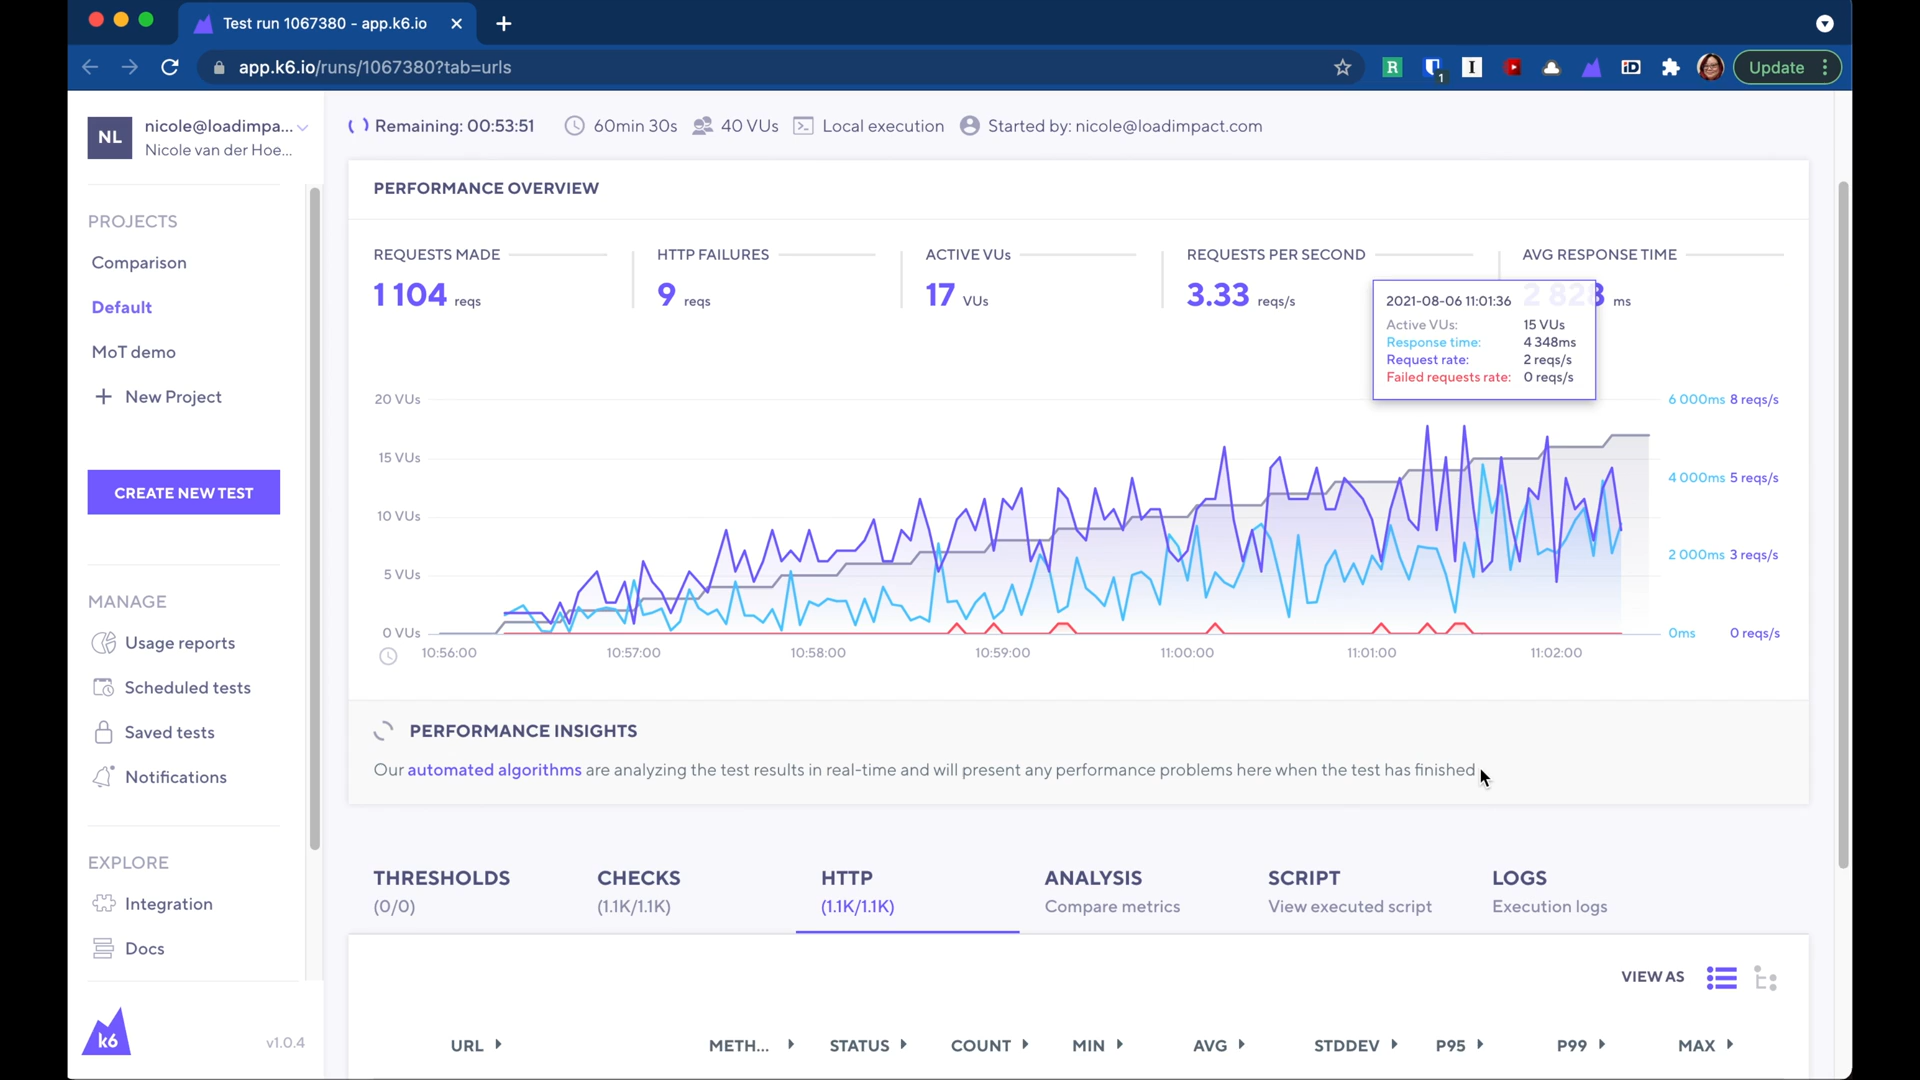 Test run 1067380 - app.k6.io
app.k6.io/runs/1067380?tab=urls
R
1
I
iD
Update
NL
nicole@loadimpa...
Nicole van der Hoe...
Remaining: 00:53:51
60min 30s
40 VUs
Local execution
Started by: nicole@loadimpact.com
PROJECTS
Comparison
Default
MoT demo
New Project
CREATE NEW TEST
MANAGE
Usage reports
Scheduled tests
Saved tests
Notifications
EXPLORE
Integration
Docs
k6
v1.0.4
PERFORMANCE OVERVIEW
REQUESTS MADE
1 104 reqs
HTTP FAILURES
9 reqs
ACTIVE VUs
17 VUs
REQUESTS PER SECOND
3.33 reqs/s
AVG RESPONSE TIME
2 828 ms
2021-08-06 11:01:36
Active VUs: 15 VUs
Response time: 4 348ms
Request rate: 2 reqs/s
Failed requests rate: 0 reqs/s
20 VUs
15 VUs
10 VUs
5 VUs
0 VUs
6 000ms 8 reqs/s
4 000ms 5 reqs/s
2 000ms 3 reqs/s
0ms 0 reqs/s
10:56:00
10:57:00
10:58:00
10:59:00
11:00:00
11:01:00
11:02:00
PERFORMANCE INSIGHTS
Our automated algorithms are analyzing the test results in real-time and will present any performance problems here when the test has finished
THRESHOLDS
(0/0)
CHECKS
(1.1K/1.1K)
HTTP
(1.1K/1.1K)
ANALYSIS
Compare metrics
SCRIPT
View executed script
LOGS
Execution logs
VIEW AS
URL
METH...
STATUS
COUNT
MIN
AVG
STDDEV
P95
P99
MAX